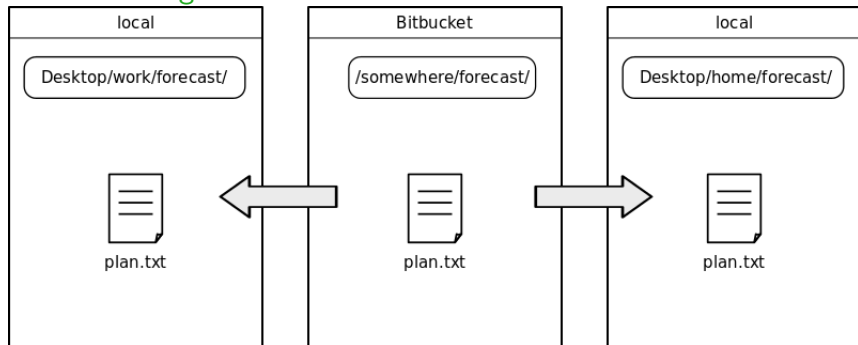 local
Bitbucket
local
Desktop/work/forecast/
/somewhere/forecast/
Desktop/home/forecast/
plan.txt
plan.txt
plan.txt